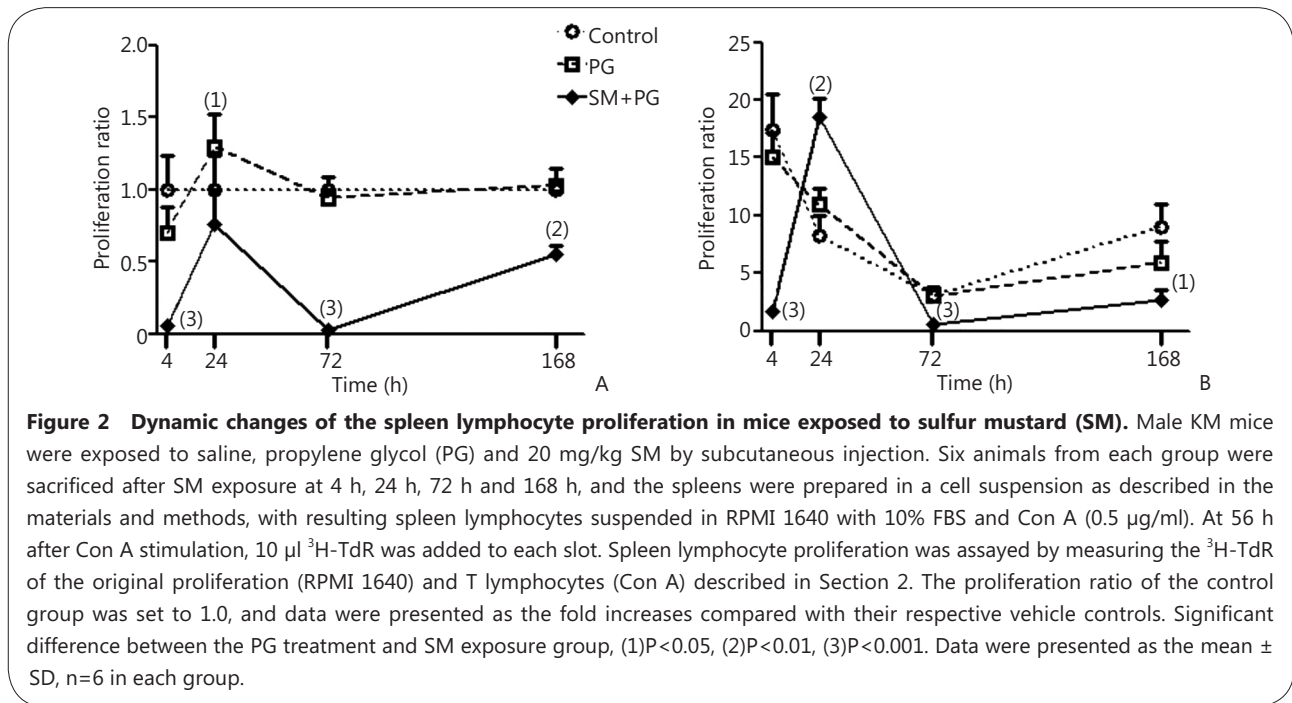 2.0
1.5
1.0
0.5
0
Proliferation ratio
(1)
(3)
(3)
(2)
4
24
72
168
Time (h)
A
Control
PG
SM+PG
25
20
15
10
5
0
Proliferation ratio
(2)
(3)
(3)
(1)
4
24
72
168
Time (h)
B
Figure 2 Dynamic changes of the spleen lymphocyte proliferation in mice exposed to sulfur mustard (SM). Male KM mice
were exposed to saline, propylene glycol (PG) and 20 mg/kg SM by subcutaneous injection. Six animals from each group were
sacrificed after SM exposure at 4 h, 24 h, 72 h and 168 h, and the spleens were prepared in a cell suspension as described in the
materials and methods, with resulting spleen lymphocytes suspended in RPMI 1640 with 10% FBS and Con A (0.5 μg/ml). At 56 h
after Con A stimulation, 10 μl ³H-TdR was added to each slot. Spleen lymphocyte proliferation was assayed by measuring the ³H-TdR
of the original proliferation (RPMI 1640) and T lymphocytes (Con A) described in Section 2. The proliferation ratio of the control
group was set to 1.0, and data were presented as the fold increases compared with their respective vehicle controls. Significant
difference between the PG treatment and SM exposure group, (1)P<0.05, (2)P<0.01, (3)P<0.001. Data were presented as the mean ±
SD, n=6 in each group.